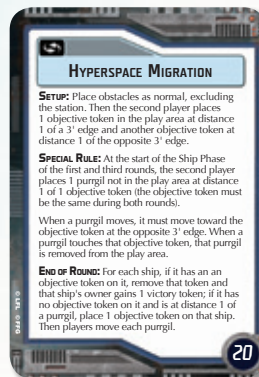 HYPERSPACE MIGRATION
SETUP: Place obstacles as normal, excluding
the station. Then the second player places
1 objective token in the play area at distance
1 of a 3' edge and another objective token at
distance 1 of the opposite 3' edge.
SPECIAL RULE: At the start of the Ship Phase
of the first and third rounds, the second player
places 1 purrgil not in the play area at distance
1 of 1 objective token (the objective token must
be the same during both rounds).
When a purrgil moves, it must move toward the
objective token at the opposite 3' edge. When a
purrgil touches that objective token, that purrgil
is removed from the play area.
END OF ROUND: For each ship, if it has an an
objective token on it, remove that token and
that ship's owner gains 1 victory token; if it has
no objective token on it and is at distance 1 of
a purrgil, place 1 objective token on that ship.
Then players move each purrgil.
© LFL © FFG
20